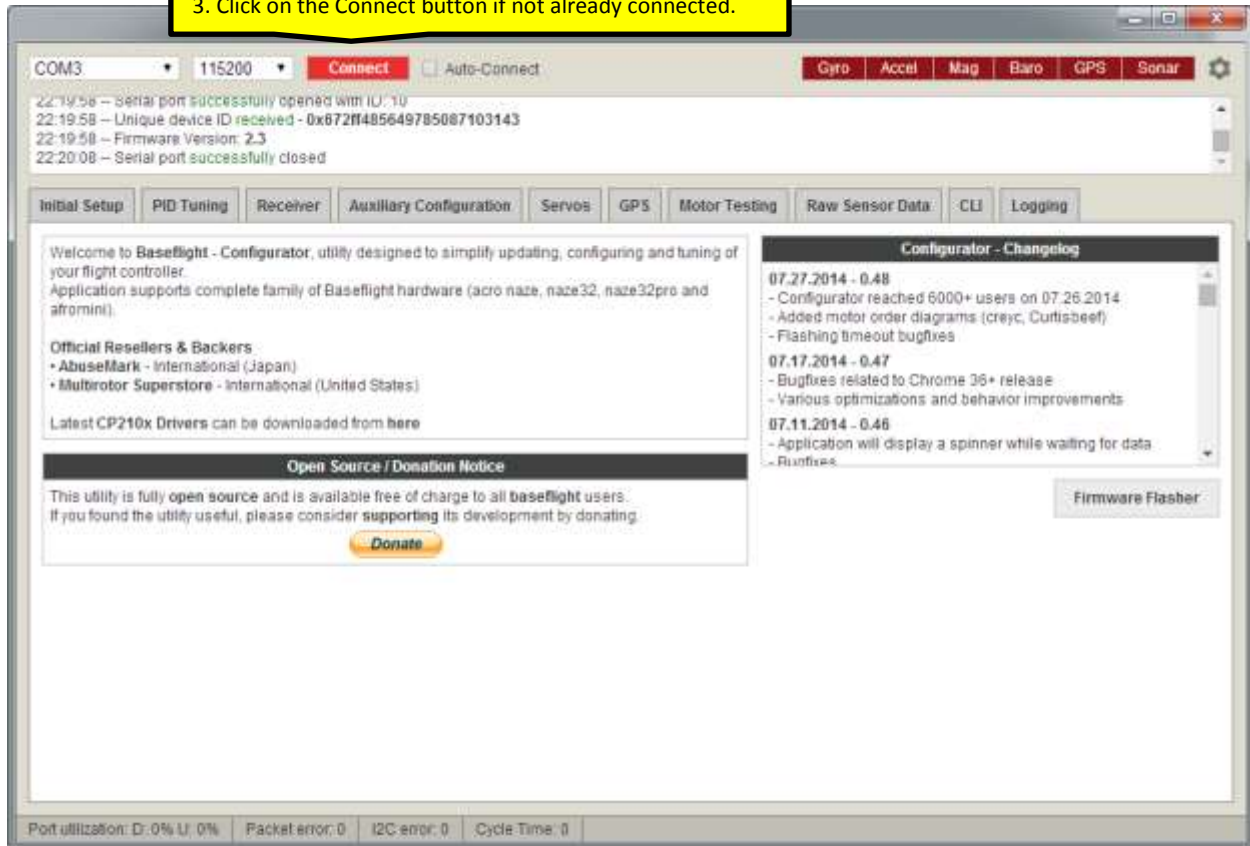 3. Click on the Connect button if not already connected.
COM3 115200 Connect Auto-Connect Gyro Accel Mag Baro GPS Sonar
22:19:58 -- Serial port successfully opened with ID: 10
22:19:58 -- Unique device ID received - 0x672ff485649785087103143
22:19:58 -- Firmware Version: 2.3
22:20:08 -- Serial port successfully closed
Initial Setup PID Tuning Receiver Auxiliary Configuration Servos GPS Motor Testing Raw Sensor Data CLI Logging
Welcome to Baseflight - Configurator, utility designed to simplify updating, configuring and tuning of
your flight controller.
Application supports complete family of Baseflight hardware (acro naze, naze32, naze32pro and
afromini).
Official Resellers & Backers
• AbuseMark - International (Japan)
• Multirotor Superstore - International (United States)
Latest CP210x Drivers can be downloaded from here
Open Source / Donation Notice
This utility is fully open source and is available free of charge to all baseflight users.
If you found the utility useful, please consider supporting its development by donating.
Donate
Configurator - Changelog
07.27.2014 - 0.48
- Configurator reached 6000+ users on 07.26.2014
- Added motor order diagrams (creyc, Curtisbeef)
- Flashing timeout bugfixes
07.17.2014 - 0.47
- Bugfixes related to Chrome 36+ release
- Various optimizations and behavior improvements
07.11.2014 - 0.46
- Application will display a spinner while waiting for data
- Bugfixes
Firmware Flasher
Port utilization: D: 0% U: 0% Packet error: 0 I2C error: 0 Cycle Time: 0